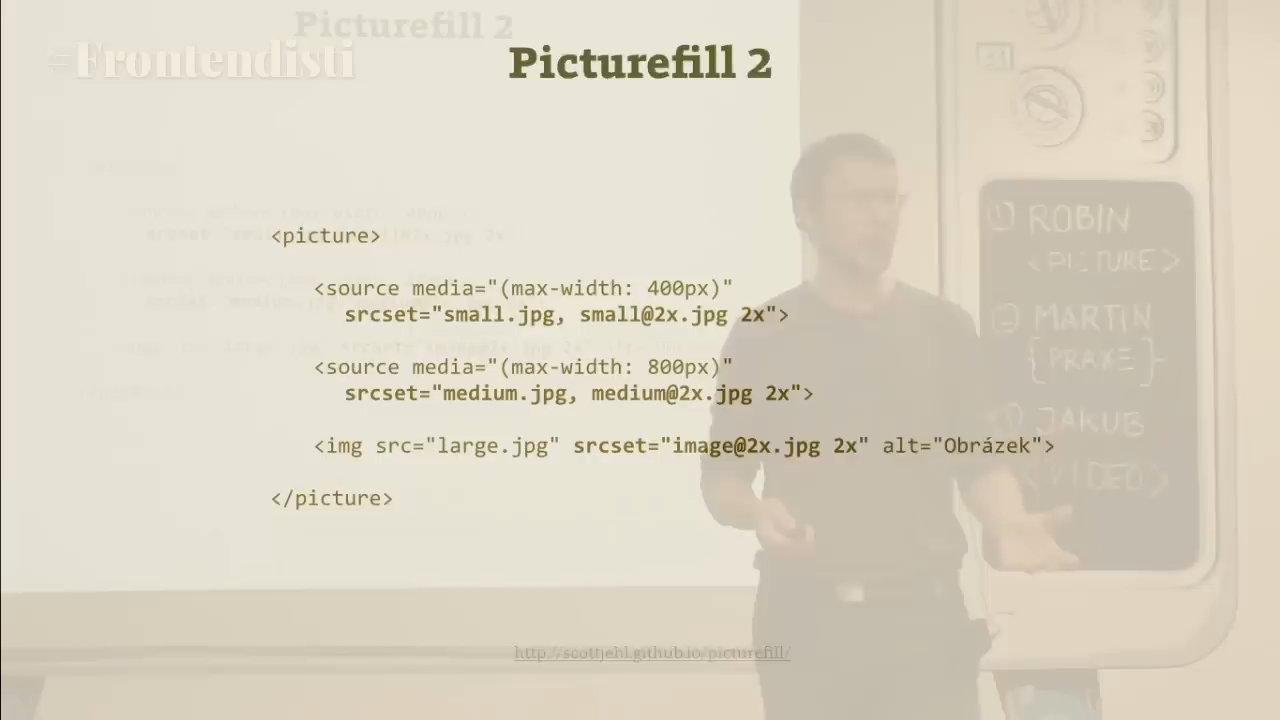 Picturefill 2
#Frontendisti
Picturefill 2
<picture>
<source media="(max-width: 400px)"
srcset="small.jpg, small@2x.jpg 2x">
<source media="(max-width: 800px)"
srcset="medium.jpg, medium@2x.jpg 2x">
<img src="large.jpg" srcset="image@2x.jpg 2x" alt="Obrázek">
</picture>
http://scottjehl.github.io/picturefill/
ROBIN
<PICTURE>
MARTIN
{PRAXE}
JAKUB
<VIDEO>